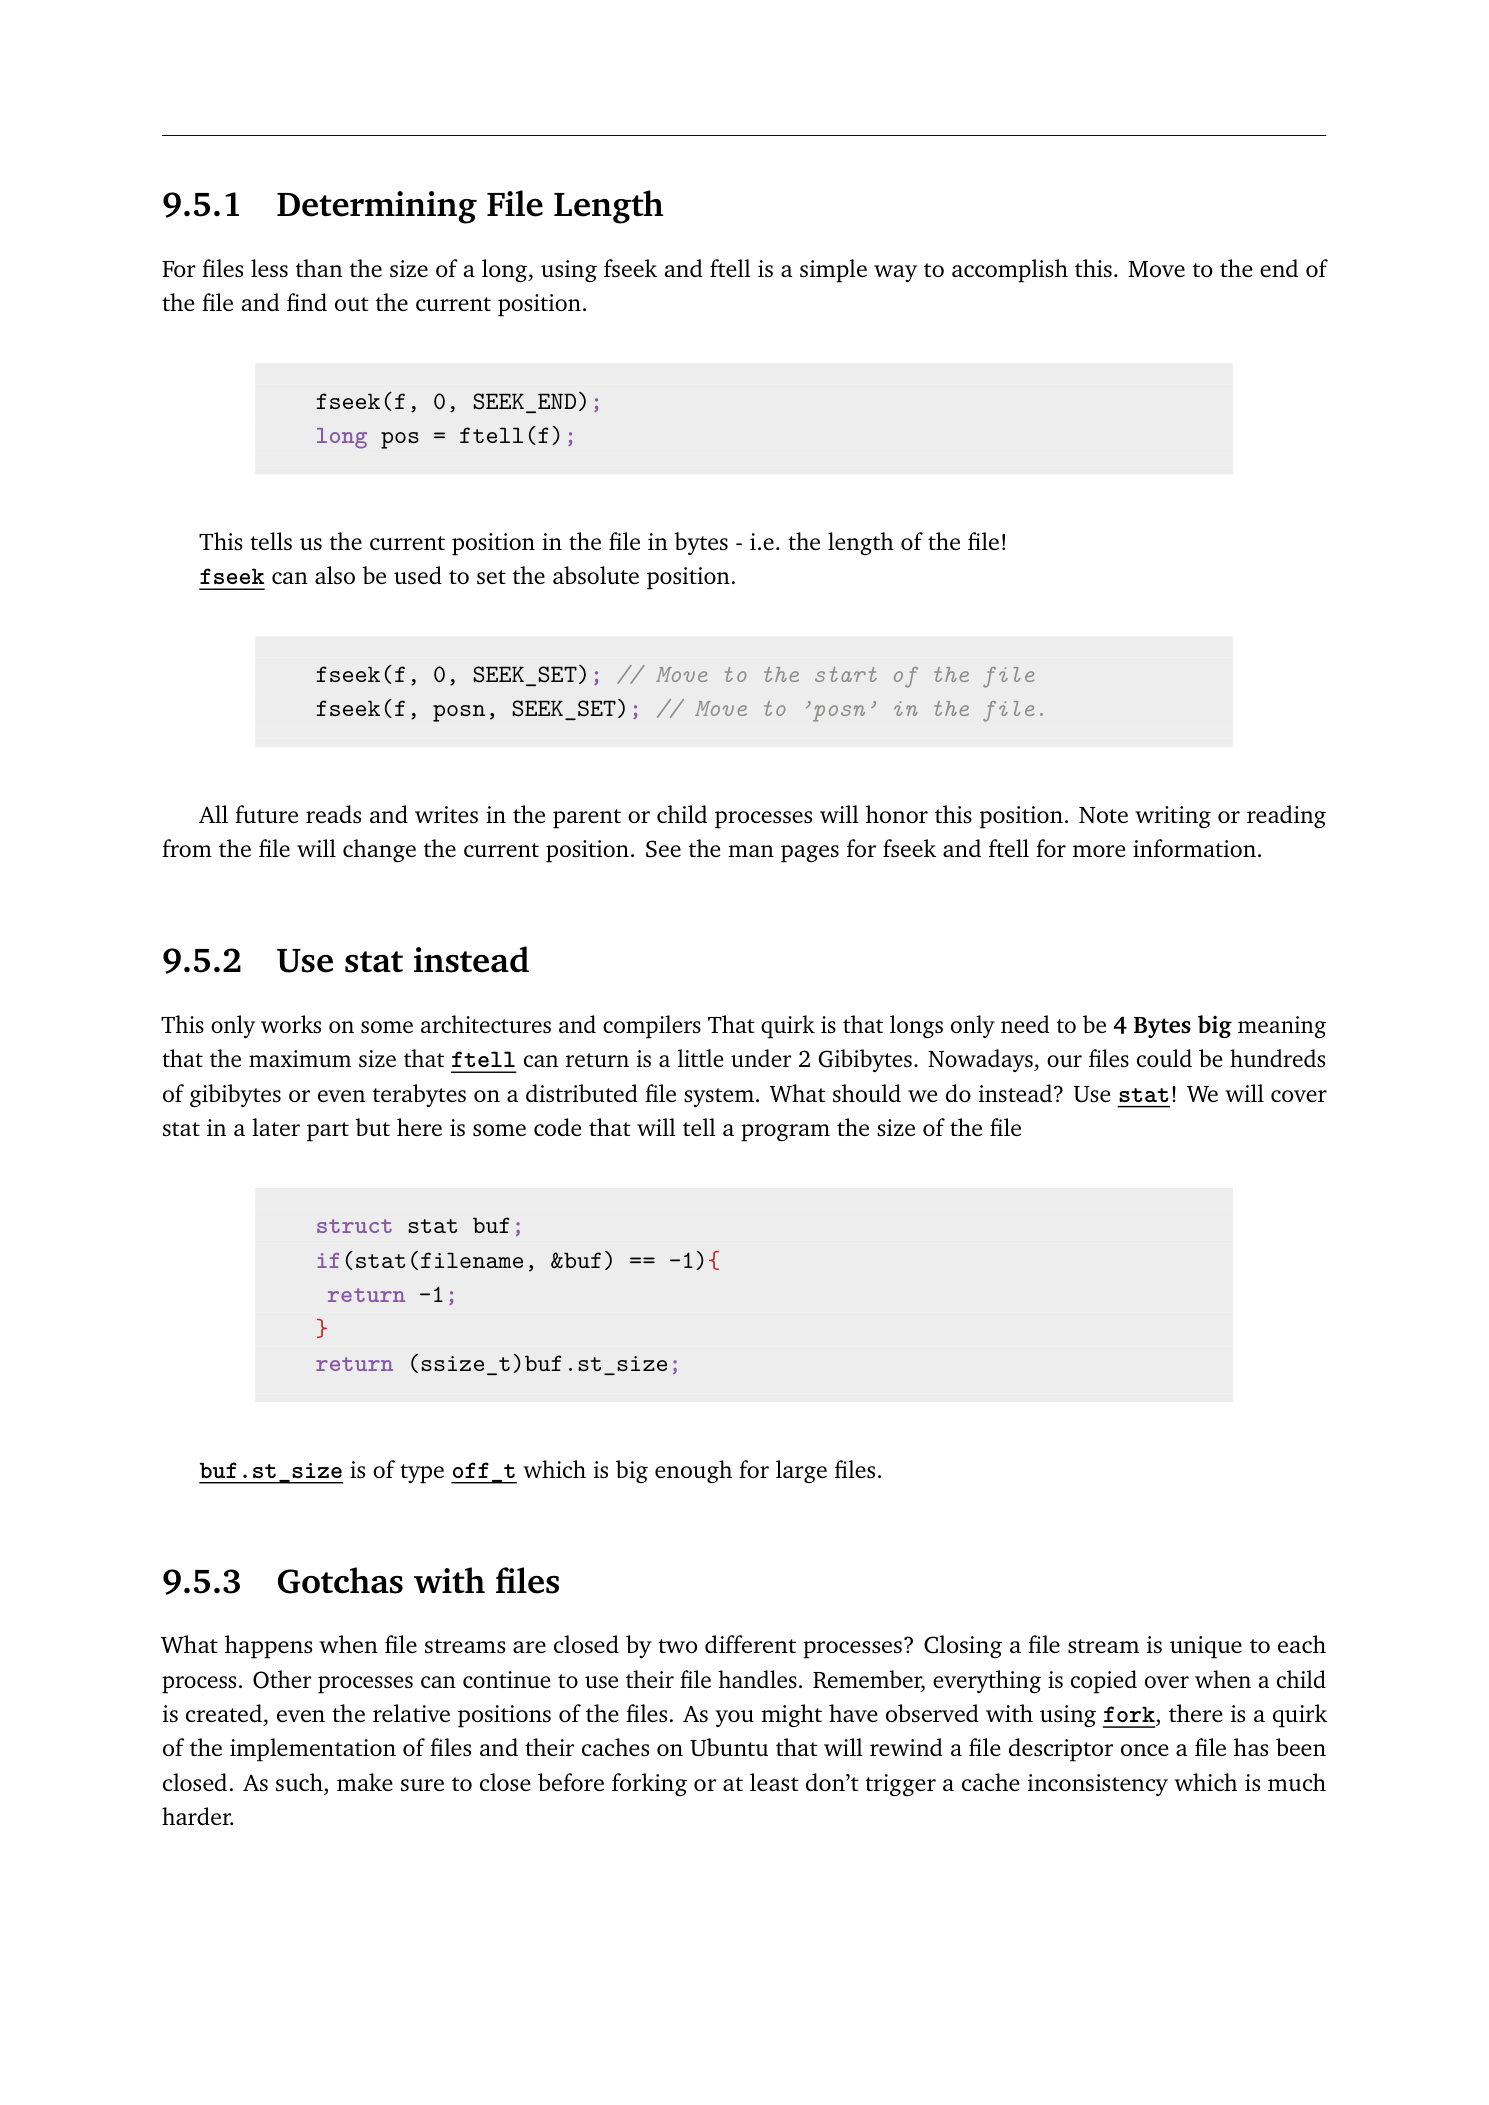 9.5.1 Determining File Length
For files less than the size of a long, using fseek and ftell is a simple way to accomplish this. Move to the end of
the file and find out the current position.
fseek(f, 0, SEEK_END);
long pos = ftell(f);
This tells us the current position in the file in bytes - i.e. the length of the file!
fseek can also be used to set the absolute position.
fseek(f, 0, SEEK_SET); // Move to the start of the file
fseek(f, posn, SEEK_SET); // Move to ’posn’ in the file.
All future reads and writes in the parent or child processes will honor this position. Note writing or reading
from the file will change the current position. See the man pages for fseek and ftell for more information.
9.5.2 Use stat instead
This only works on some architectures and compilers That quirk is that longs only need to be 4 Bytes big meaning
that the maximum size that ftell can return is a little under 2 Gibibytes. Nowadays, our files could be hundreds
of gibibytes or even terabytes on a distributed file system. What should we do instead? Use stat! We will cover
stat in a later part but here is some code that will tell a program the size of the file
struct stat buf;
if(stat(filename, &buf) == -1){
return -1;
}
return (ssize_t)buf.st_size;
buf.st_size is of type off_t which is big enough for large files.
9.5.3 Gotchas with files
What happens when file streams are closed by two different processes? Closing a file stream is unique to each
process. Other processes can continue to use their file handles. Remember, everything is copied over when a child
is created, even the relative positions of the files. As you might have observed with using fork, there is a quirk
of the implementation of files and their caches on Ubuntu that will rewind a file descriptor once a file has been
closed. As such, make sure to close before forking or at least don’t trigger a cache inconsistency which is much
harder.